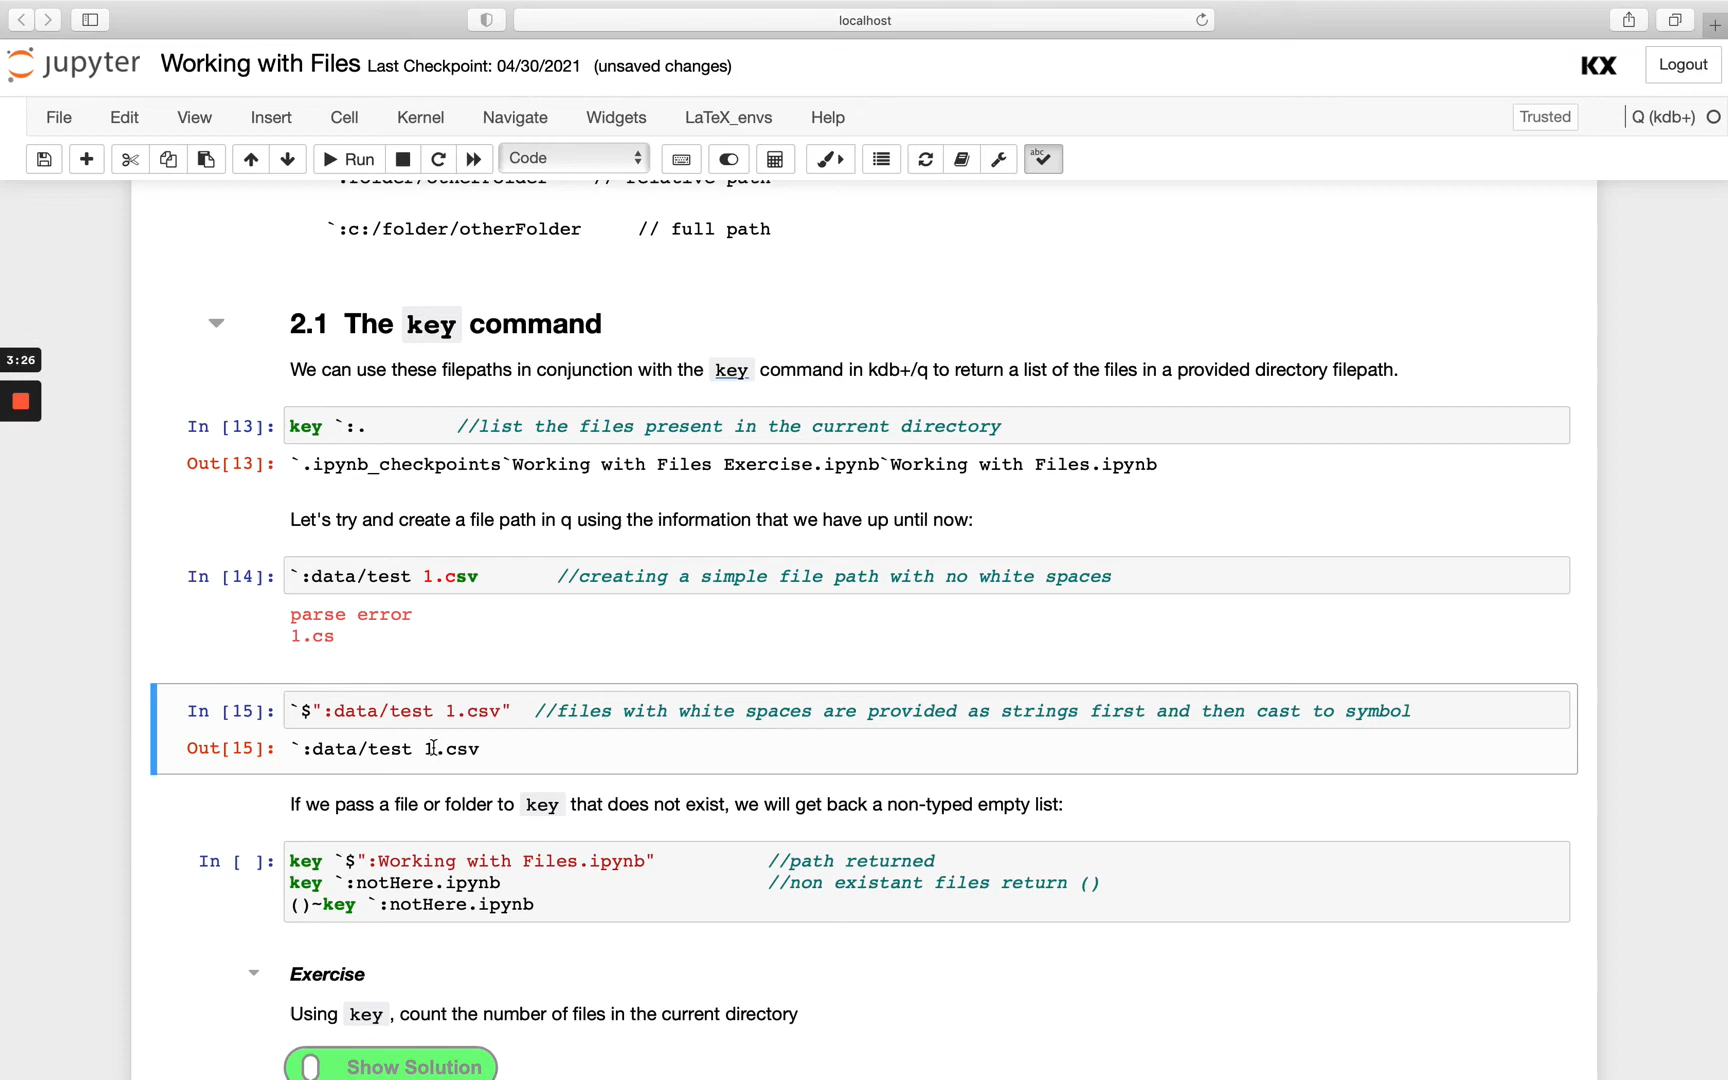 localhost
jupyter Working with Files Last Checkpoint: 04/30/2021 (unsaved changes) KX Logout
File Edit View Insert Cell Kernel Navigate Widgets LaTeX_envs Help Trusted Q (kdb+)
Run Code abc
`:folder/otherFolder // relative path
`:c:/folder/otherFolder // full path
2.1 The key command
3:26
We can use these filepaths in conjunction with the key command in kdb+/q to return a list of the files in a provided directory filepath.
In [13]: key `:. //list the files present in the current directory
Out[13]: `.ipynb_checkpoints`Working with Files Exercise.ipynb`Working with Files.ipynb
Let's try and create a file path in q using the information that we have up until now:
In [14]: `:data/test 1.csv //creating a simple file path with no white spaces
parse error
1.cs
In [15]: `$":data/test 1.csv" //files with white spaces are provided as strings first and then cast to symbol
Out[15]: `:data/test 1.csv
If we pass a file or folder to key that does not exist, we will get back a non-typed empty list:
In [ ]: key `$":Working with Files.ipynb" //path returned
key `:notHere.ipynb //non existant files return ()
()~key `:notHere.ipynb
Exercise
Using key , count the number of files in the current directory
Show Solution